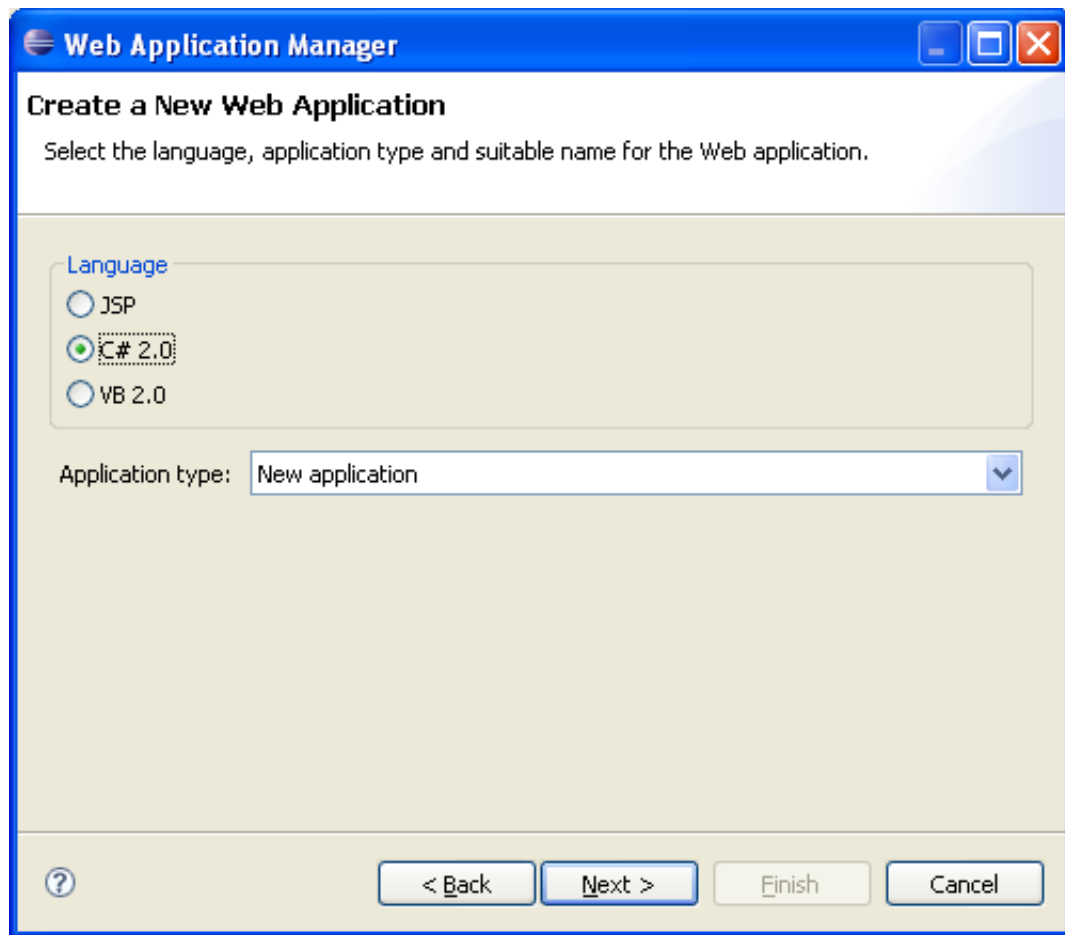 Web Application Manager
Create a New Web Application
Select the language, application type and suitable name for the Web application.
Language
JSP
C# 2.0
VB 2.0
Application type: New application
< Back Next > Finish Cancel